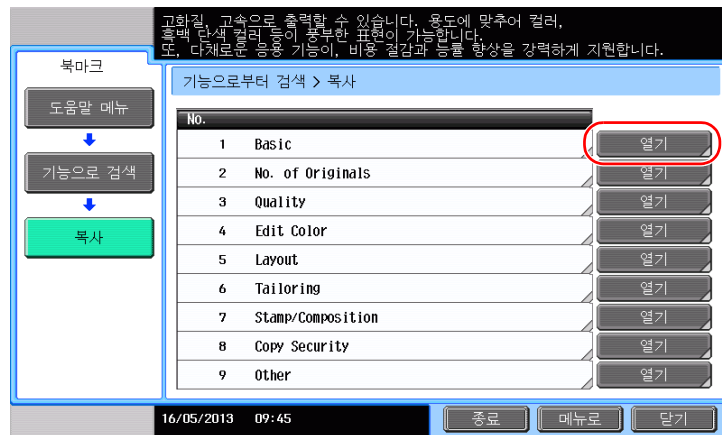 고화질, 고속으로 출력할 수 있습니다. 용도에 맞추어 컬러,
흑백 단색 컬러 등이 풍부한 표현이 가능합니다.
또, 다채로운 응용 기능이, 비용 절감과 능률 향상을 강력하게 지원합니다.
북마크
기능으로부터 검색 > 복사
도움말 메뉴
기능으로 검색
복사
No.
1 Basic 열기
2 No. of Originals 열기
3 Quality 열기
4 Edit Color 열기
5 Layout 열기
6 Tailoring 열기
7 Stamp/Composition 열기
8 Copy Security 열기
9 Other 열기
16/05/2013 09:45
종료 메뉴로 닫기